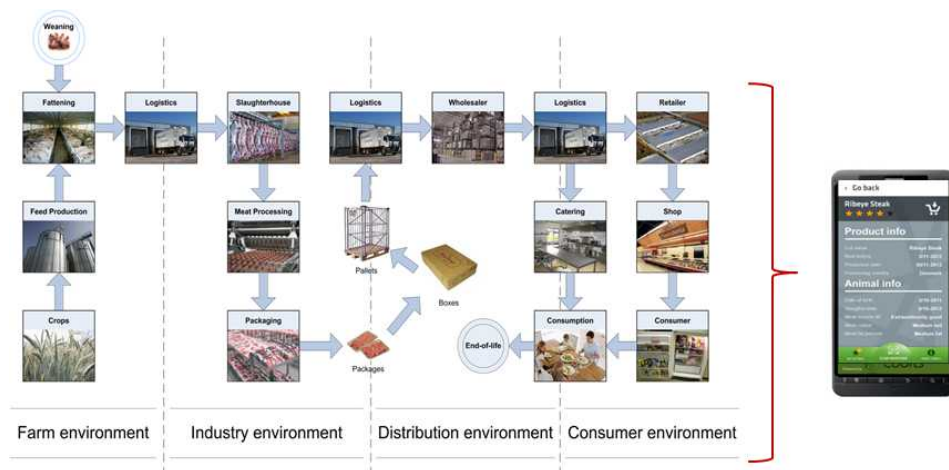 Weaning
Fattening
Logistics
Slaughterhouse
Logistics
Wholesaler
Logistics
Retailer
Feed Production
Meat Processing
Pallets
Boxes
Catering
Shop
Crops
Packaging
Packages
End-of-life
Consumption
Consumer
Farm environment
Industry environment
Distribution environment
Consumer environment
Go back
Ribeye Steak
Product info
Ribeye Steak
Animal info